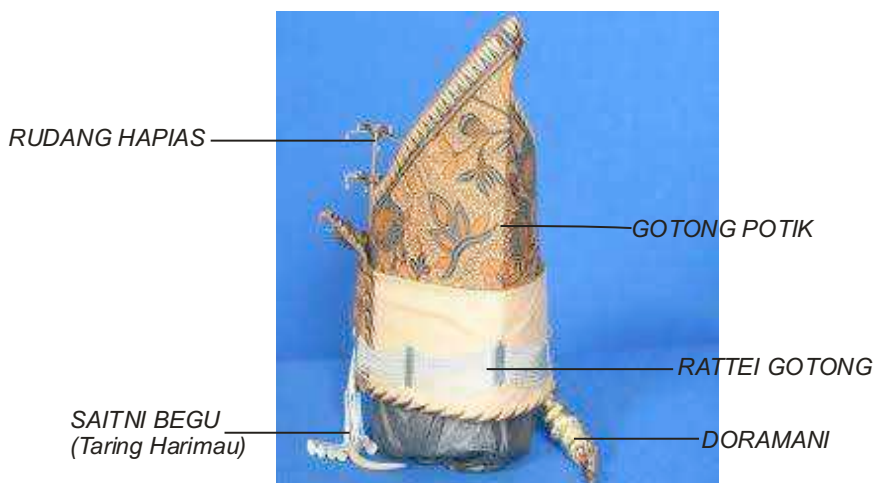 RUDANG HAPIAS
GOTONG POTIK
RATTEI GOTONG
SAITNI BEGU
(Taring Harimau)
DORAMANI